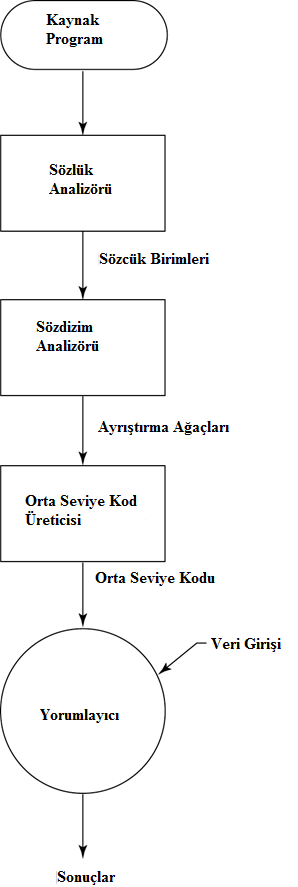 Kaynak
Program
Sözlük
Analizörü
Sözcük Birimleri
Sözdizim
Analizörü
Ayrıştırma Ağaçları
Orta Seviye Kod
Üreticisi
Orta Seviye Kodu
Veri Girişi
Yorumlayıcı
Sonuçlar